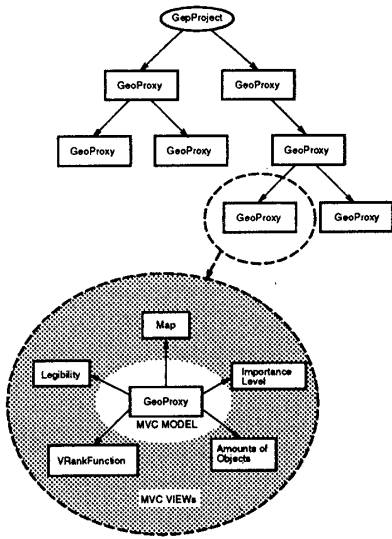 GepProject
GeoProxy
GeoProxy
GeoProxy
GeoProxy
GeoProxy
GeoProxy
GeoProxy
Map
Legibility
Importance
Level
GeoProxy
MVC MODEL
VRankFunction
Amounts of
Objects
MVC VIEWs